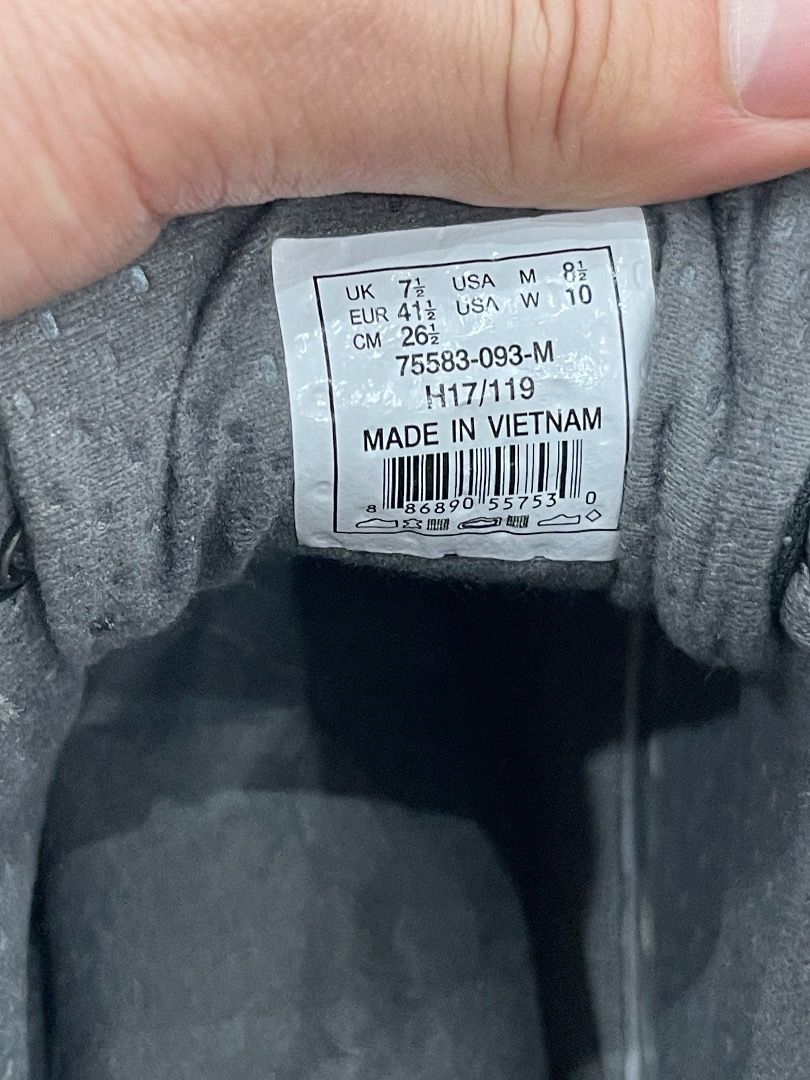 UK 7½ USA M 8½
EUR 41½ USA W 10
CM 26½
75583-093-M
H17/119
MADE IN VIETNAM
8 86890 55753 0